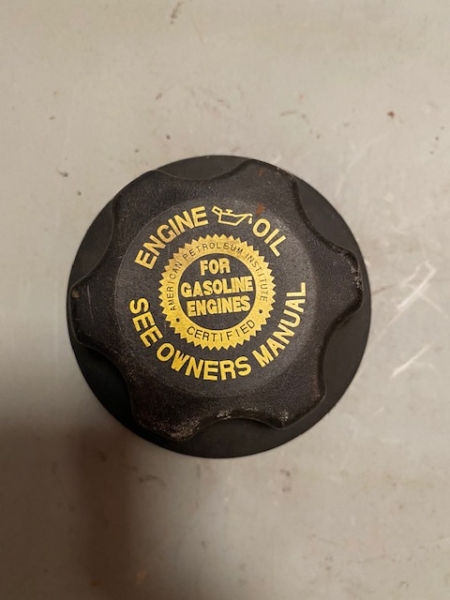 ENGINE OIL
AMERICAN PETROLEUM INSTITUTE
FOR
GASOLINE
ENGINES
CERTIFIED
SEE OWNERS MANUAL